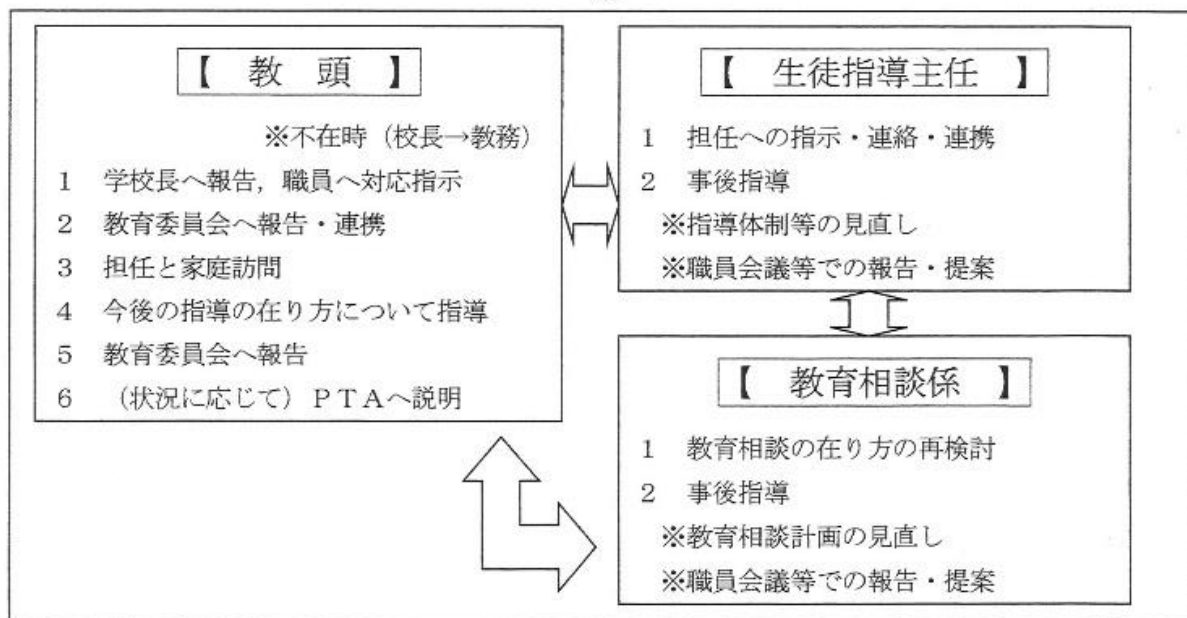 【　教　頭　】
※不在時（校長→教務）
1　学校長へ報告，職員へ対応指示
2　教育委員会へ報告・連携
3　担任と家庭訪問
4　今後の指導の在り方について指導
5　教育委員会へ報告
6　（状況に応じて）ＰＴＡへ説明
【　生徒指導主任　】
1　担任への指示・連絡・連携
2　事後指導
※指導体制等の見直し
※職員会議等での報告・提案
【　教育相談係　】
1　教育相談の在り方の再検討
2　事後指導
※教育相談計画の見直し
※職員会議等での報告・提案